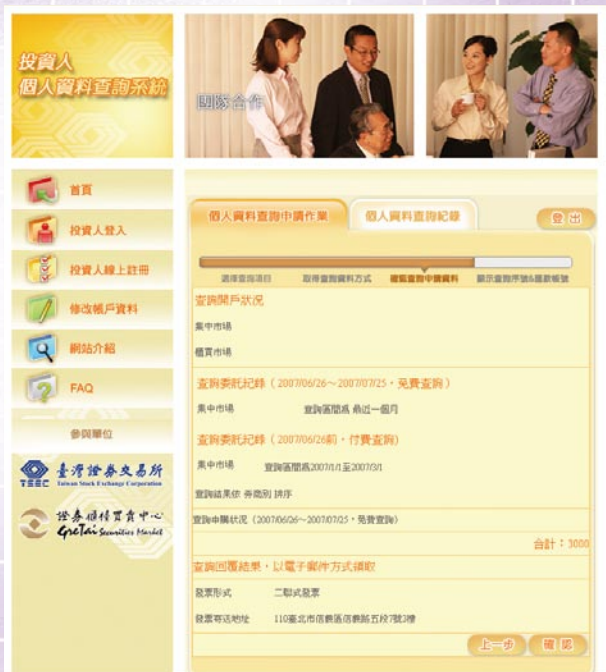 投資人
個人資料查詢系統
團隊合作
首頁
投資人登入
投資人線上註冊
修改帳戶資料
網站介紹
FAQ
參與單位
TSEC
臺灣證券交易所
Taiwan Stock Exchange Corporation
證券櫃檯買賣中心
GreTai Securities Market
個人資料查詢申請作業
個人資料查詢紀錄
登出
選擇查詢項目
取得查詢資料方式
確認查詢申請資料
顯示查詢序號&匯款帳號
查詢開戶狀況
集中市場
櫃買市場
查詢委託紀錄(2007/06/26~2007/07/25,免費查詢)
集中市場 查詢區間為 最近一個月
查詢委託紀錄(2007/06/26前,付費查詢)
集中市場 查詢區間為2007/1/1至2007/3/1
查詢結果依 券商別 排序
查詢申購狀況(2007/06/26~2007/07/25,免費查詢)
合計:3000
查詢回覆結果,以電子郵件方式領取
發票形式 二聯式發票
發票寄送地址 110臺北市信義區信義路五段7號3樓
上一步
確認